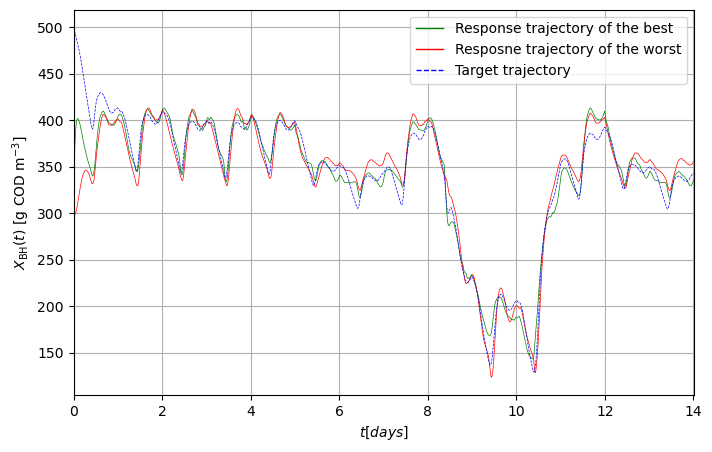 Response trajectory of the best
Resposne trajectory of the worst
Target trajectory
500
450
400
350
300
250
200
150
X_BH(t) [g COD m⁻³]
0 2 4 6 8 10 12 14
t[days]